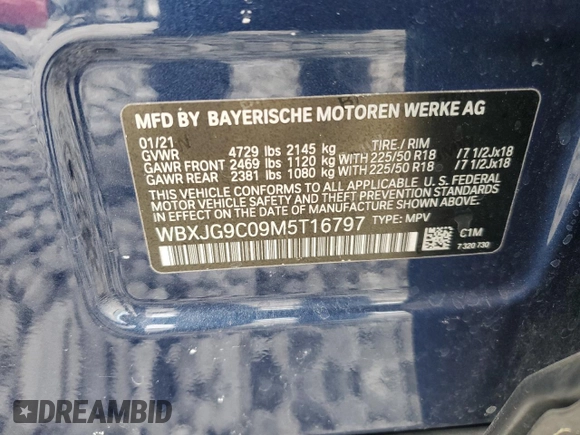 MFD BY BAYERISCHE MOTOREN WERKE AG
01/21 TIRE / RIM
GVWR 4729 lbs 2145 kg
GAWR FRONT 2469 lbs 1120 kg WITH 225/50 R18 /7 1/2Jx18
GAWR REAR 2381 lbs 1080 kg WITH 225/50 R18 /7 1/2Jx18
THIS VEHICLE CONFORMS TO ALL APPLICABLE U.S. FEDERAL
MOTOR VEHICLE SAFETY AND THEFT PREVENTION STANDARDS
IN EFFECT ON THE DATE OF MANUFACTURE SHOWN ABOVE.
WBXJG9C09M5T16797 TYPE: MPV
C1M
7 320 730
DREAMBID